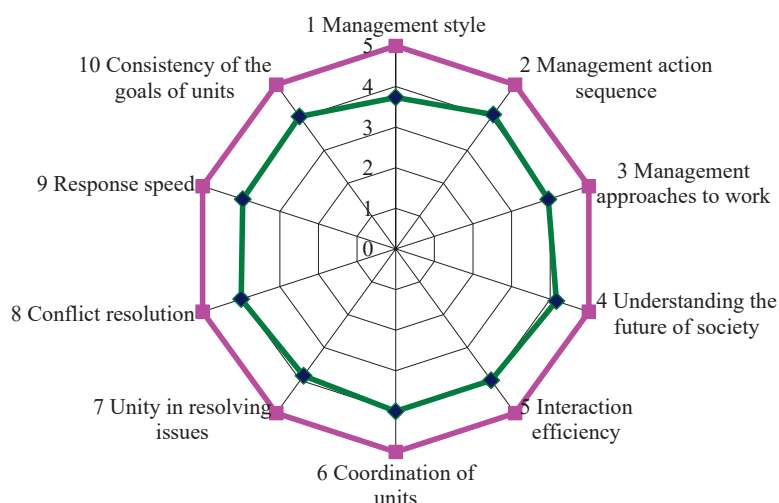 1 Management style
2 Management action
sequence
3 Management
approaches to work
4 Understanding the
future of society
5 Interaction
efficiency
6 Coordination of
units
7 Unity in resolving
issues
8 Conflict resolution
9 Response speed
10 Consistency of the
goals of units
5
4
3
2
1
0